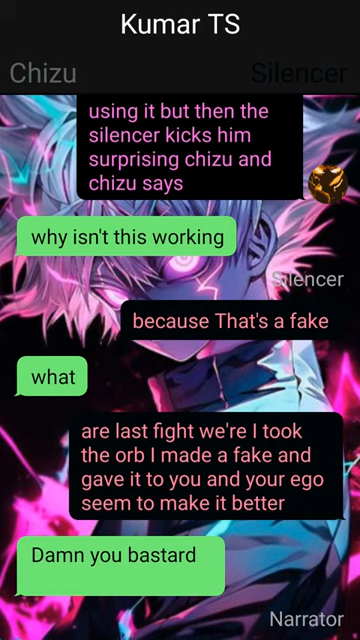 Kumar TS
Chizu
Silencer
using it but then the
silencer kicks him
surprising chizu and
chizu says
why isn't this working
Silencer
because That's a fake
what
are last fight we're I took
the orb I made a fake and
gave it to you and your ego
seem to make it better
Damn you bastard
Narrator